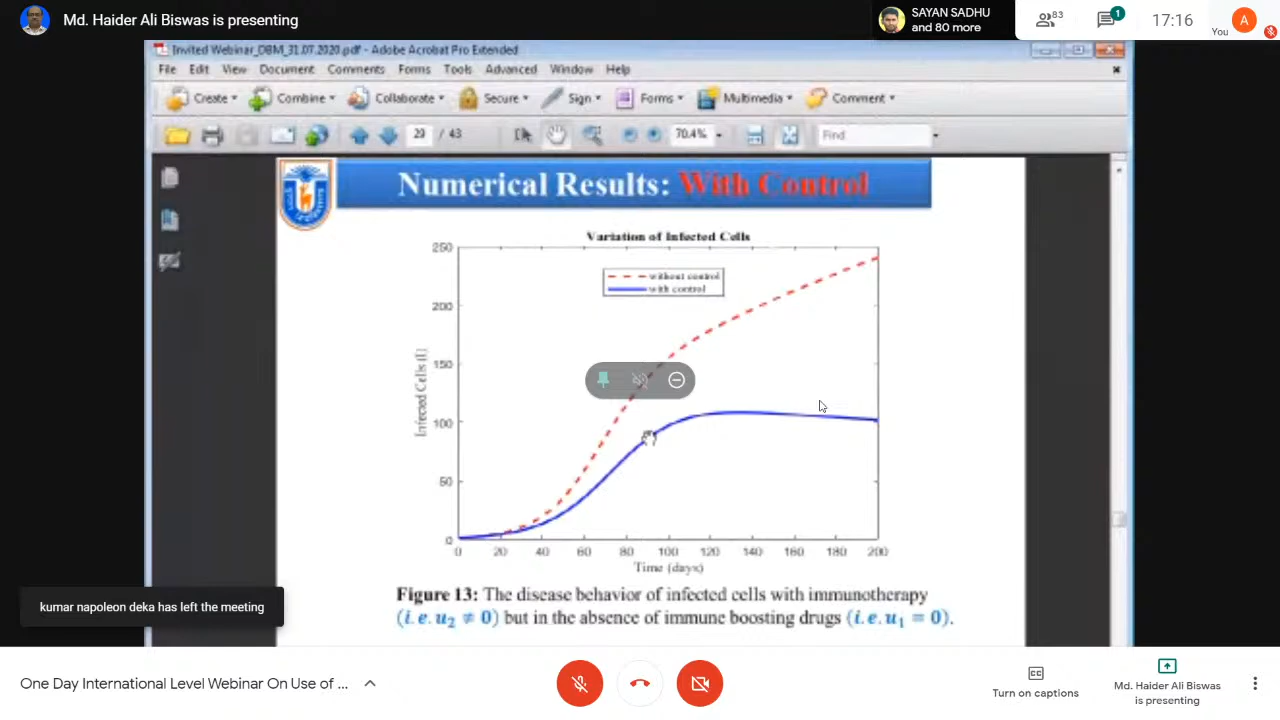 Md. Haider Ali Biswas is presenting
SAYAN SADHU
and 80 more
83
1
17:16
A
You
Invited Webinar_DBM_31.07.2020.pdf - Adobe Acrobat Pro Extended
File Edit View Document Comments Forms Tools Advanced Window Help
Create Combine Collaborate Secure Sign Forms Multimedia Comment
29 / 43 70.4% Find
Numerical Results: With Control
Variation of Infected Cells
without control
with control
250
200
150
100
50
0
Infected Cells (I)
0 20 40 60 80 100 120 140 160 180 200
Time (days)
Figure 13: The disease behavior of infected cells with immunotherapy
(i.e. u₂ ≠ 0) but in the absence of immune boosting drugs (i.e. u₁ = 0).
kumar napoleon deka has left the meeting
One Day International Level Webinar On Use of ...
Turn on captions
Md. Haider Ali Biswas
is presenting